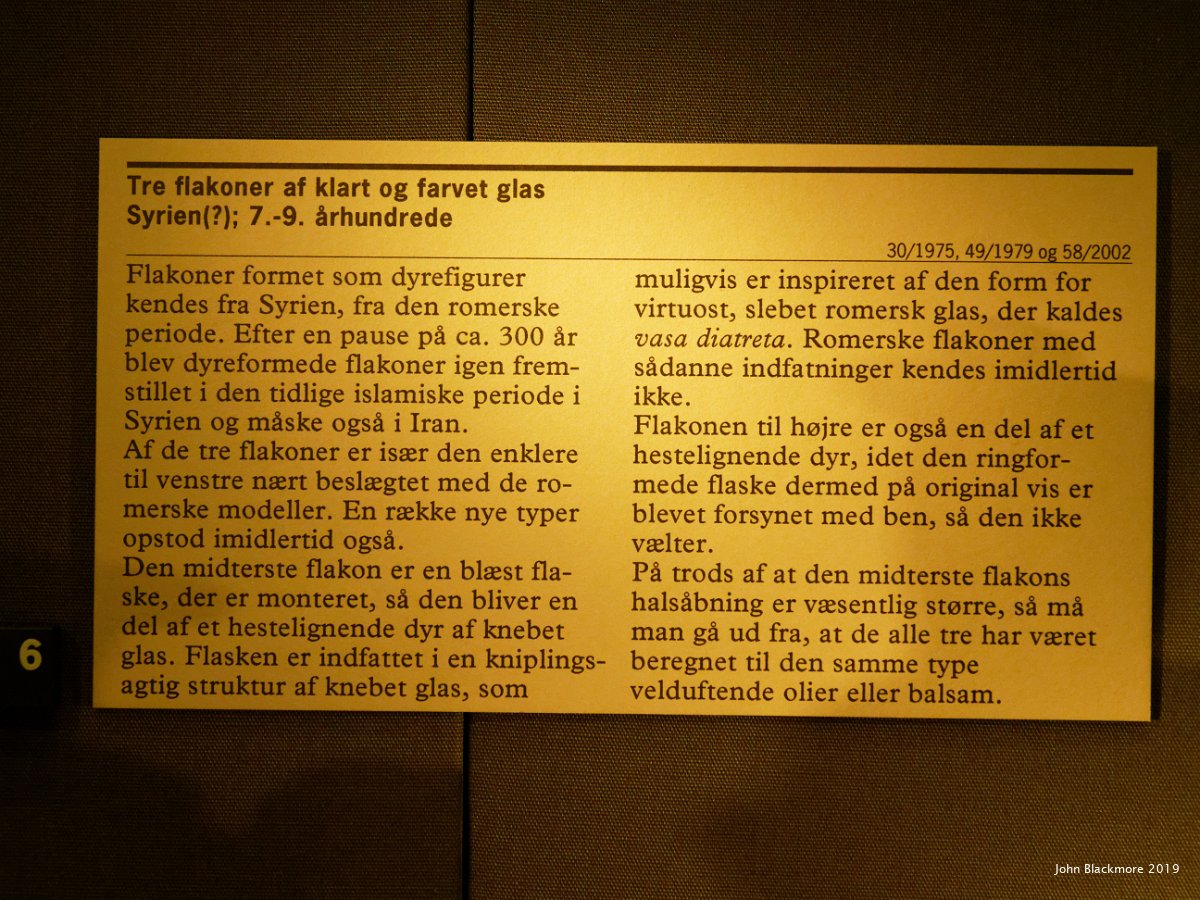 Tre flakoner af klart og farvet glas
Syrien(?); 7.-9. århundrede
30/1975, 49/1979 og 58/2002
Flakoner formet som dyrefigurer
kendes fra Syrien, fra den romerske
periode. Efter en pause på ca. 300 år
blev dyreformede flakoner igen frem-
stillet i den tidlige islamiske periode i
Syrien og måske også i Iran.
Af de tre flakoner er især den enklere
til venstre nært beslægtet med de ro-
merske modeller. En række nye typer
opstod imidlertid også.
Den midterste flakon er en blæst fla-
ske, der er monteret, så den bliver en
del af et hestelignende dyr af knebet
glas. Flasken er indfattet i en kniplings-
agtig struktur af knebet glas, som
muligvis er inspireret af den form for
virtuost, slebet romersk glas, der kaldes
vasa diatreta. Romerske flakoner med
sådanne indfatninger kendes imidlertid
ikke.
Flakonen til højre er også en del af et
hestelignende dyr, idet den ringfor-
mede flaske dermed på original vis er
blevet forsynet med ben, så den ikke
vælter.
På trods af at den midterste flakons
halsåbning er væsentlig større, så må
man gå ud fra, at de alle tre har været
beregnet til den samme type
velduftende olier eller balsam.
6
John Blackmore 2019